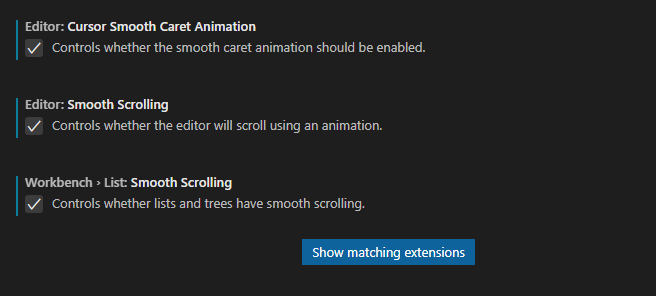 Editor: Cursor Smooth Caret Animation
Controls whether the smooth caret animation should be enabled.
Editor: Smooth Scrolling
Controls whether the editor will scroll using an animation.
Workbench › List: Smooth Scrolling
Controls whether lists and trees have smooth scrolling.
Show matching extensions